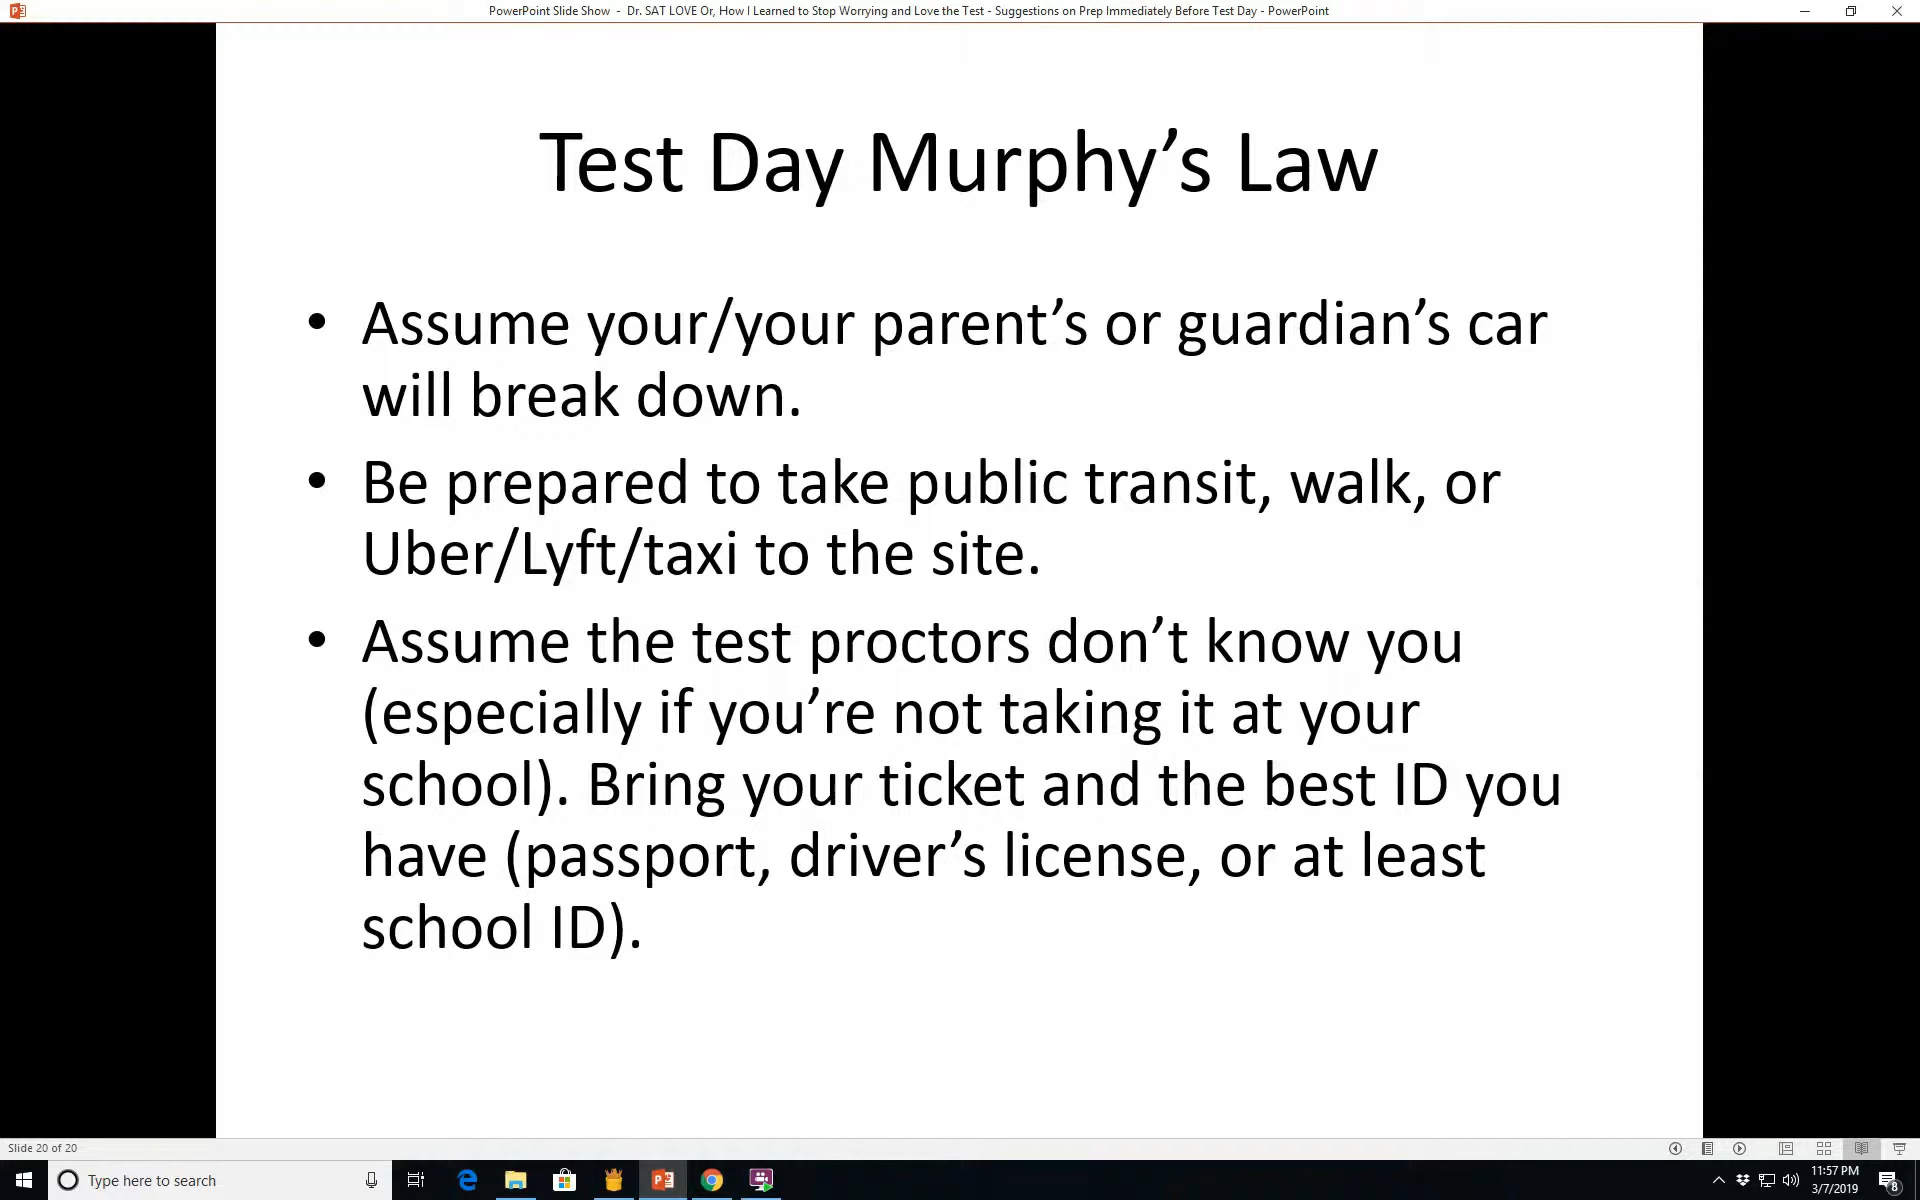 PowerPoint Slide Show - Dr. SAT LOVE Or, How I Learned to Stop Worrying and Love the Test - Suggestions on Prep Immediately Before Test Day - PowerPoint
Test Day Murphy’s Law
• Assume your/your parent’s or guardian’s car
will break down.
• Be prepared to take public transit, walk, or
Uber/Lyft/taxi to the site.
• Assume the test proctors don’t know you
(especially if you’re not taking it at your
school). Bring your ticket and the best ID you
have (passport, driver’s license, or at least
school ID).
Slide 20 of 20
Type here to search
11:57 PM
3/7/2019
8